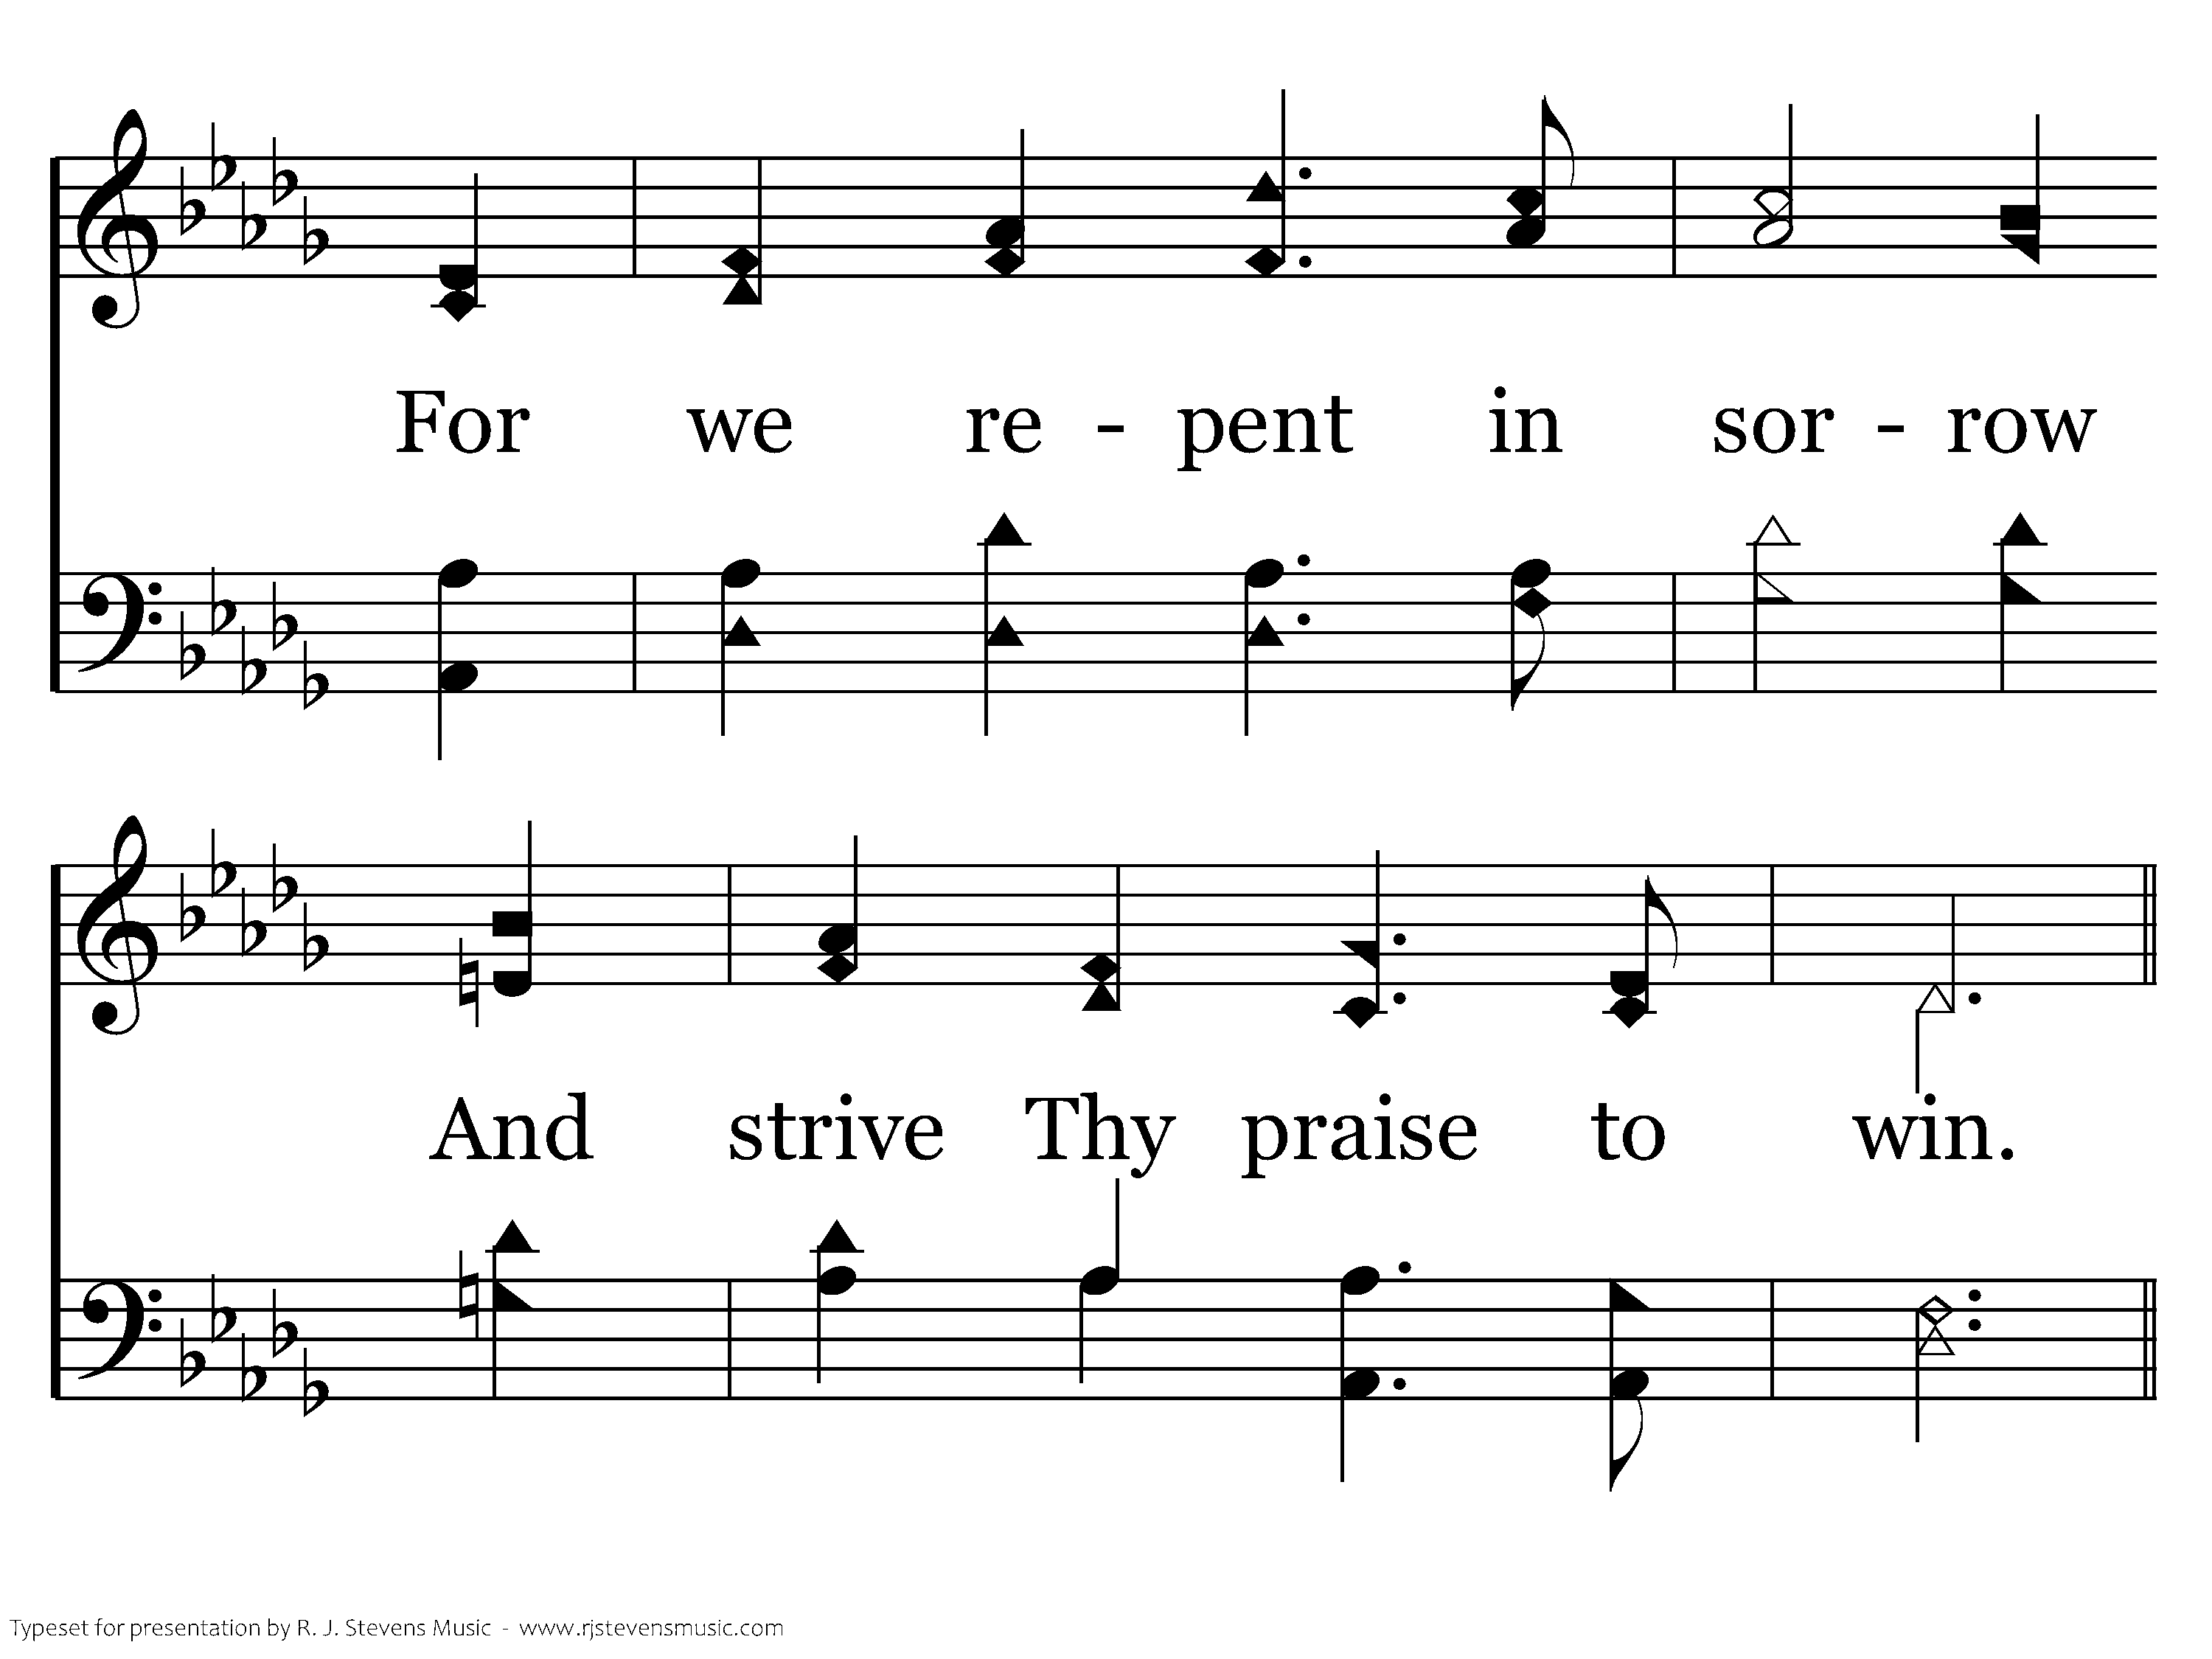 For we re - pent in sor - row
And strive Thy praise to win.
Typeset for presentation by R. J. Stevens Music - www.rjstevensmusic.com